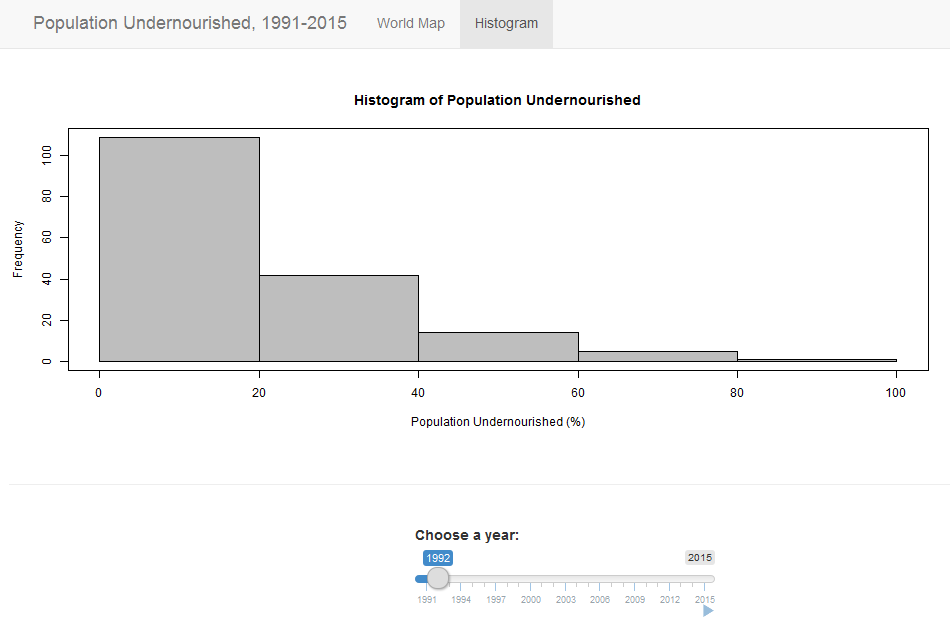 Population Undernourished, 1991-2015 World Map Histogram
Histogram of Population Undernourished
Frequency
100
80
60
40
20
0
0 20 40 60 80 100
Population Undernourished (%)
Choose a year:
1992 2015
1991 1994 1997 2000 2003 2006 2009 2012 2015